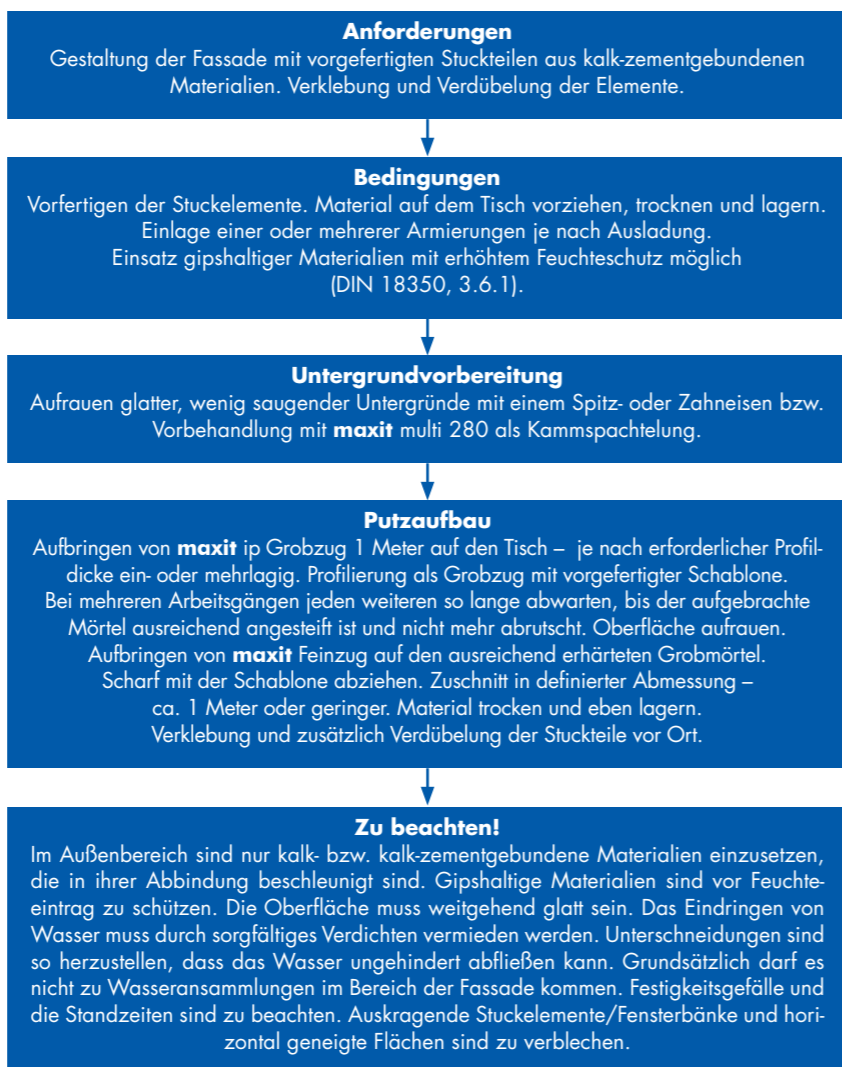 Anforderungen
Gestaltung der Fassade mit vorgefertigten Stuckteilen aus kalk-zementgebundenen
Materialien. Verklebung und Verdübelung der Elemente.
Bedingungen
Vorfertigen der Stuckelemente. Material auf dem Tisch vorziehen, trocknen und lagern.
Einlage einer oder mehrerer Armierungen je nach Ausladung.
Einsatz gipshaltiger Materialien mit erhöhtem Feuchteschutz möglich
(DIN 18350, 3.6.1).
Untergrundvorbereitung
Aufrauen glatter, wenig saugender Untergründe mit einem Spitz- oder Zahneisen bzw.
Vorbehandlung mit maxit multi 280 als Kammspachtelung.
Putzaufbau
Aufbringen von maxit ip Grobzug 1 Meter auf den Tisch – je nach erforderlicher Profil-
dicke ein- oder mehrlagig. Profilierung als Grobzug mit vorgefertigter Schablone.
Bei mehreren Arbeitsgängen jeden weiteren so lange abwarten, bis der aufgebrachte
Mörtel ausreichend angesteift ist und nicht mehr abrutscht. Oberfläche aufrauen.
Aufbringen von maxit Feinzug auf den ausreichend erhärteten Grobmörtel.
Scharf mit der Schablone abziehen. Zuschnitt in definierter Abmessung –
ca. 1 Meter oder geringer. Material trocken und eben lagern.
Verklebung und zusätzlich Verdübelung der Stuckteile vor Ort.
Zu beachten!
Im Außenbereich sind nur kalk- bzw. kalk-zementgebundene Materialien einzusetzen,
die in ihrer Abbindung beschleunigt sind. Gipshaltige Materialien sind vor Feuchte-
eintrag zu schützen. Die Oberfläche muss weitgehend glatt sein. Das Eindringen von
Wasser muss durch sorgfältiges Verdichten vermieden werden. Unterschneidungen sind
so herzustellen, dass das Wasser ungehindert abfließen kann. Grundsätzlich darf es
nicht zu Wasseransammlungen im Bereich der Fassade kommen. Festigkeitsgefälle und
die Standzeiten sind zu beachten. Auskragende Stuckelemente/Fensterbänke und hori-
zontal geneigte Flächen sind zu verblechen.